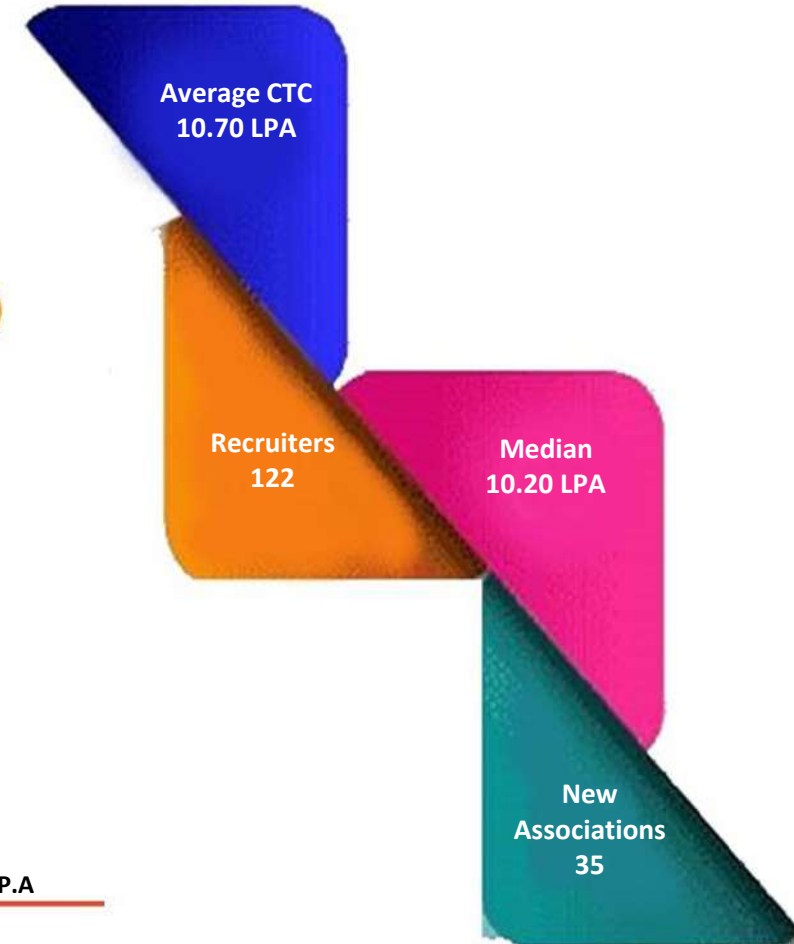 Average CTC
10.70 LPA
Recruiters
122
Median
10.20 LPA
New
Associations
35
P.A